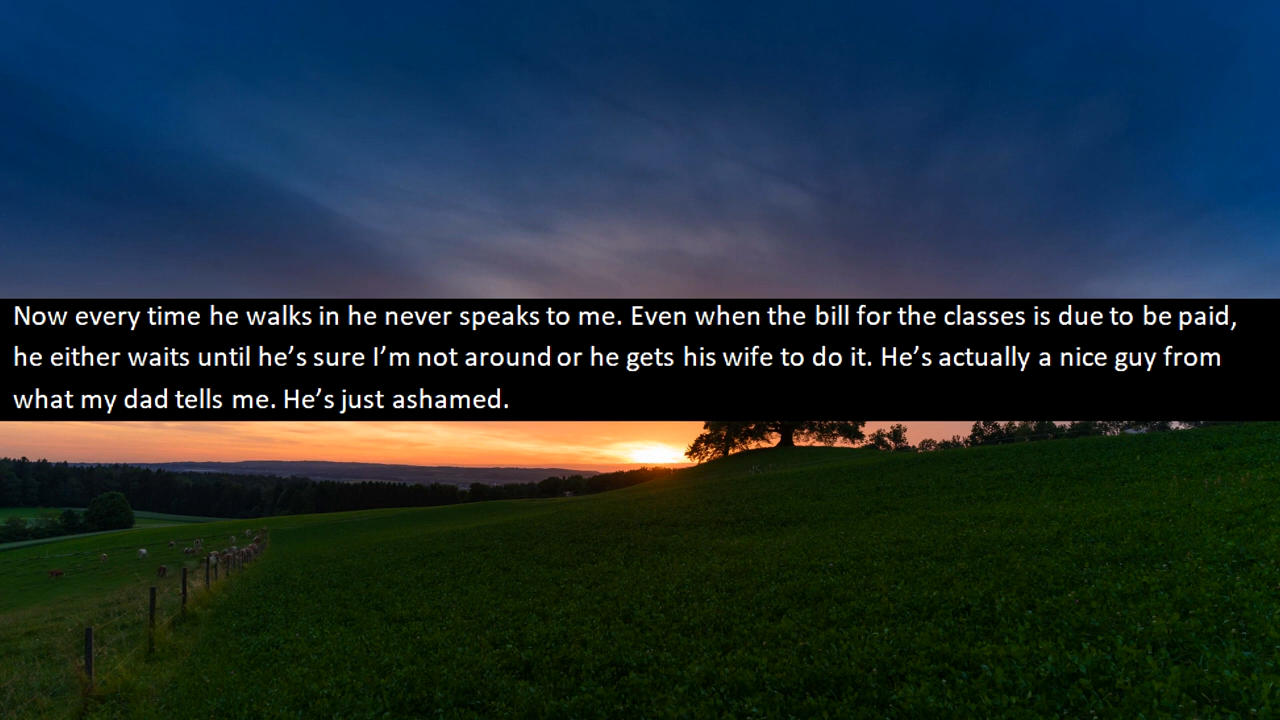 Now every time he walks in he never speaks to me. Even when the bill for the classes is due to be paid,
he either waits until he’s sure I’m not around or he gets his wife to do it. He’s actually a nice guy from
what my dad tells me. He’s just ashamed.